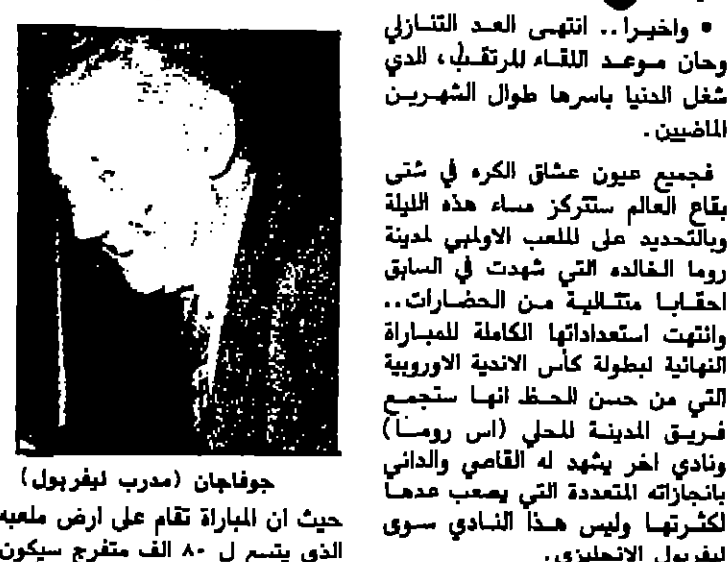 • واخيرا.. انتهى العد التنازلي
وحان موعد اللقاء المرتقب، الدي
شغل الدنيا باسرها طوال الشهرين
الماضيين.
فجميع عيون عشاق الكره في شتى
بقاع العالم ستتركز مساء هذه الليلة
وبالتحديد على الملعب الاولمبي لمدينة
روما الخالده التي شهدت في السابق
احقابا متتالية من الحضارات..
وانتهت استعداداتها الكاملة للمباراة
النهائية لبطولة كأس الاندية الاوروبية
التي من حسن الحظ انها ستجمع
فريق المدينة المحلي (اس روما)
ونادي اخر يشهد له القاصي والداني
بانجازاته المتعددة التي يصعب عدها
لكثرتها وليس هذا النادي سوى
ليفربول الانجليزي.
جوفاجان (مدرب ليفربول)
حيث ان المباراة تقام على ارض ملعبه
الذي يتسع ل ٨٠ الف متفرج سيكون